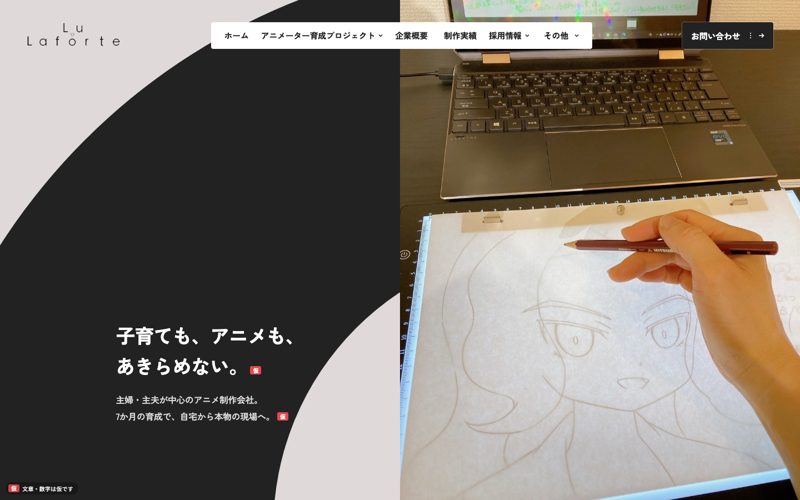 Lu
Laforte
ホーム
アニメーター育成プロジェクト
企業概要
制作実績
採用情報
その他
お問い合わせ
子育ても、アニメも、
あきらめない。 仮
主婦・主夫が中心のアニメ制作会社。
7か月の育成で、自宅から本物の現場へ。 仮
仮 文章・数字は仮です